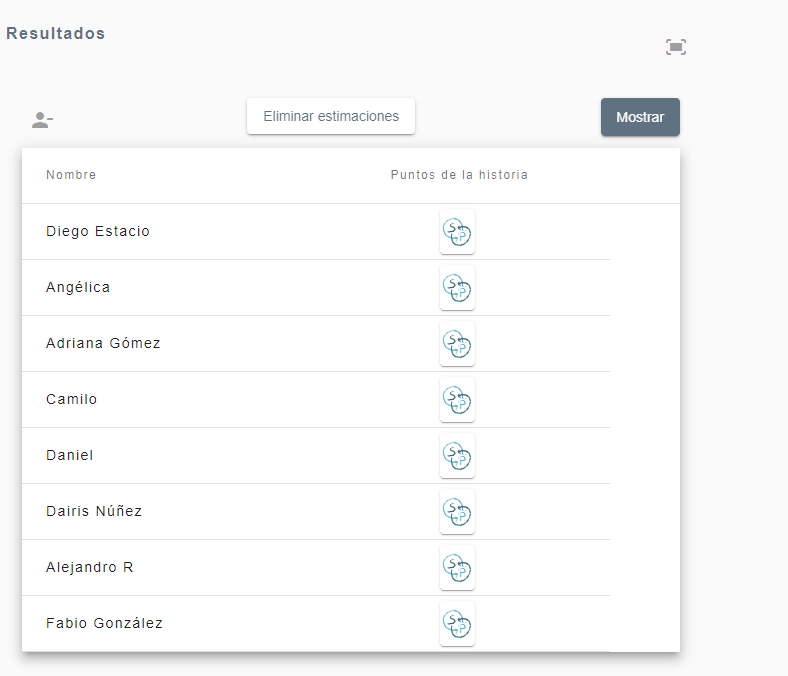 Resultados
Eliminar estimaciones
Mostrar
Nombre Puntos de la historia
Diego Estacio
Angélica
Adriana Gómez
Camilo
Daniel
Dairis Núñez
Alejandro R
Fabio González